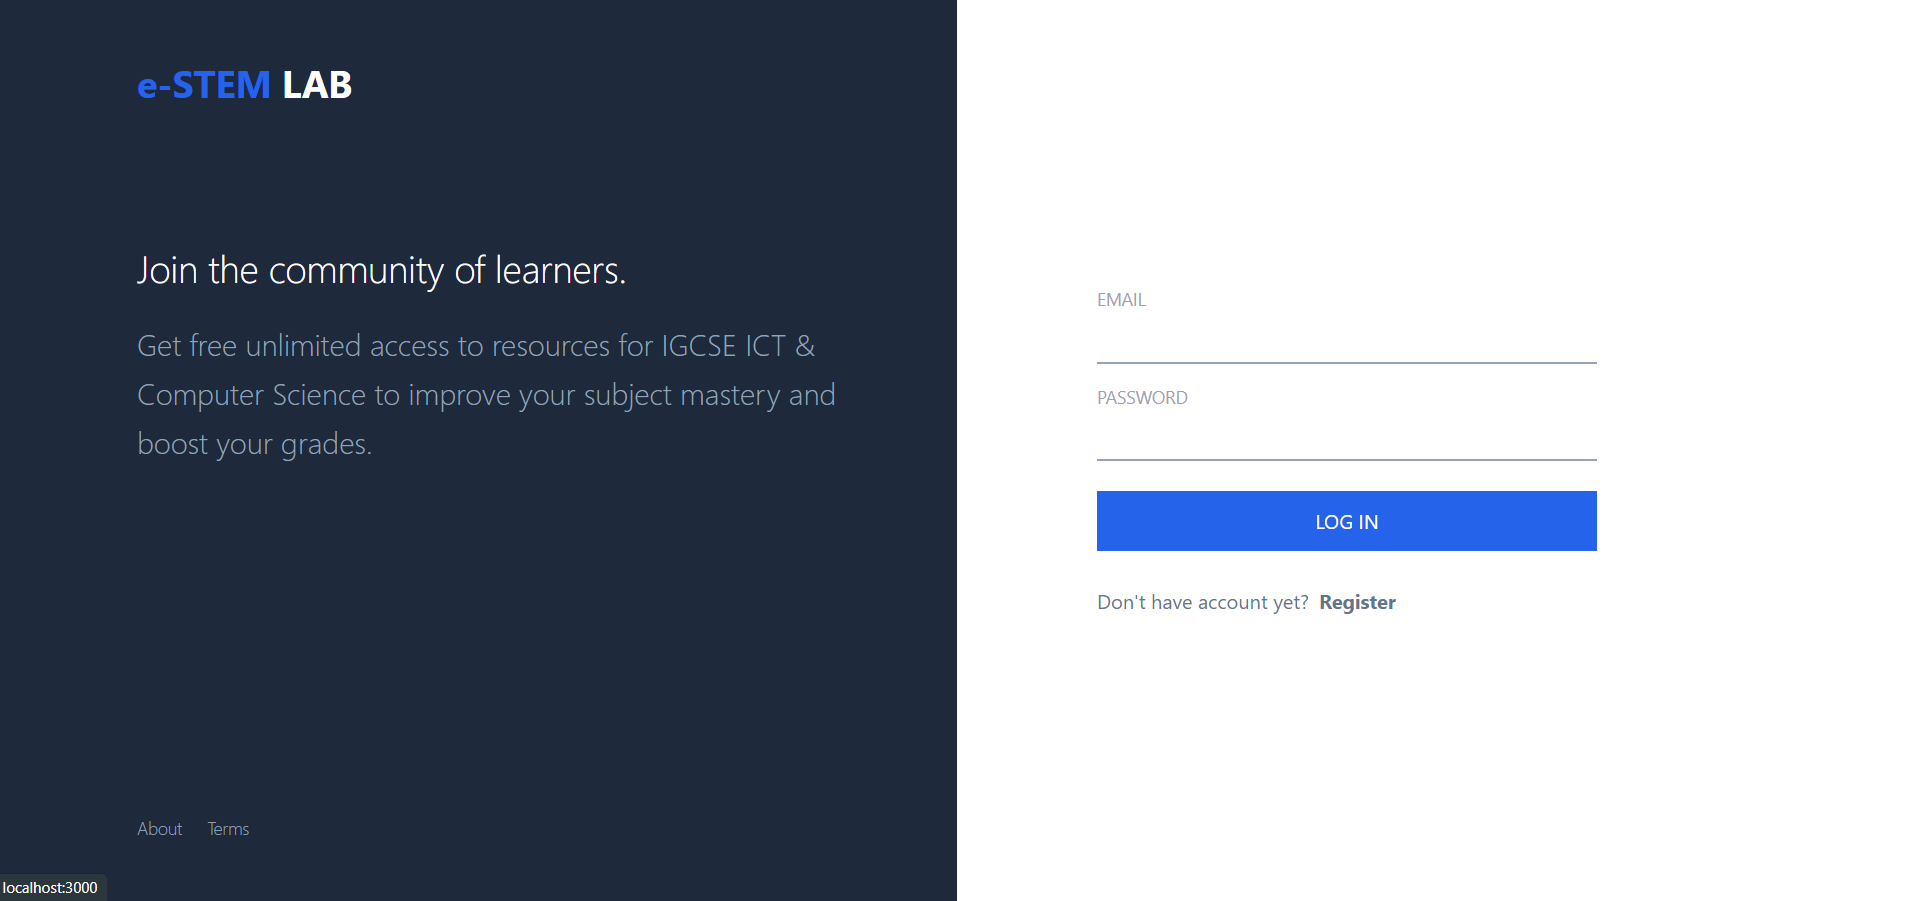 e-STEM LAB
Join the community of learners.
Get free unlimited access to resources for IGCSE ICT &
Computer Science to improve your subject mastery and
boost your grades.
About Terms
localhost:3000
EMAIL
PASSWORD
LOG IN
Don't have account yet? Register